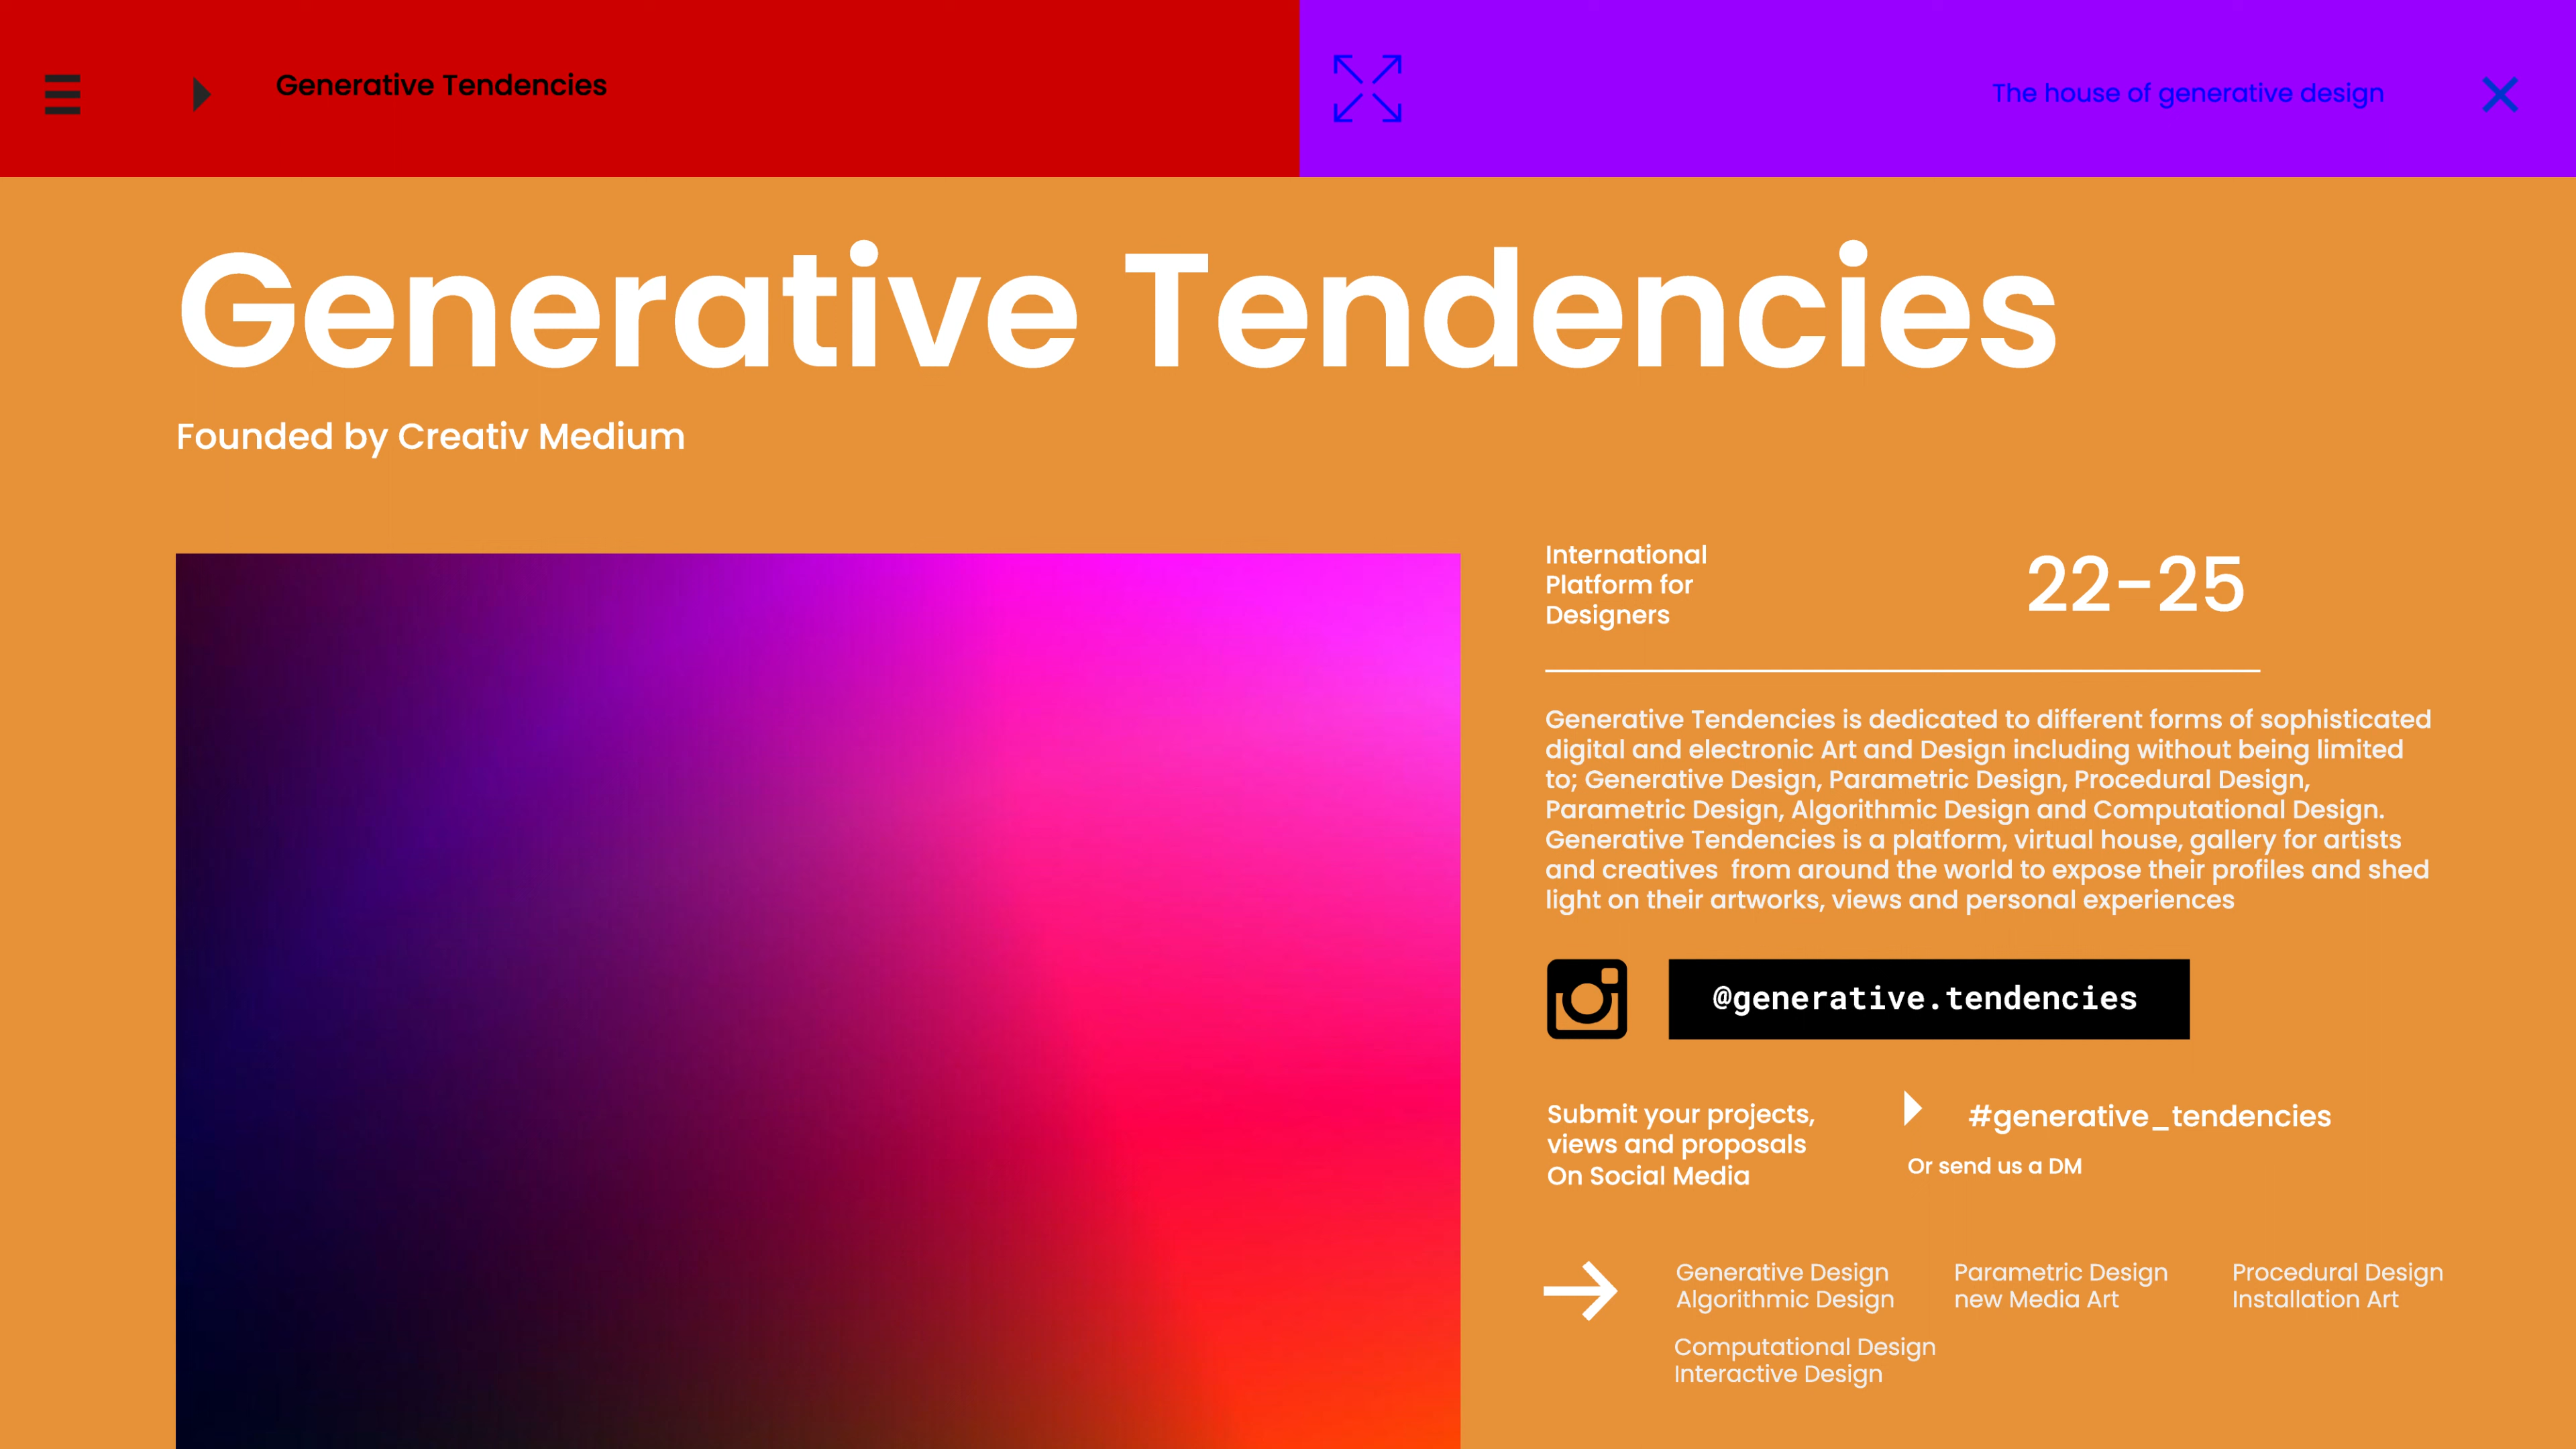 Generative Tendencies
The house of generative design
Generative Tendencies
Founded by Creativ Medium
International
Platform for
Designers
22-25
Generative Tendencies is dedicated to different forms of sophisticated
digital and electronic Art and Design including without being limited
to; Generative Design, Parametric Design, Procedural Design,
Parametric Design, Algorithmic Design and Computational Design.
Generative Tendencies is a platform, virtual house, gallery for artists
and creatives  from around the world to expose their profiles and shed
light on their artworks, views and personal experiences
@generative.tendencies
Submit your projects,
views and proposals
On Social Media
#generative_tendencies
Or send us a DM
Generative Design
Algorithmic Design
Parametric Design
new Media Art
Procedural Design
Installation Art
Computational Design
Interactive Design